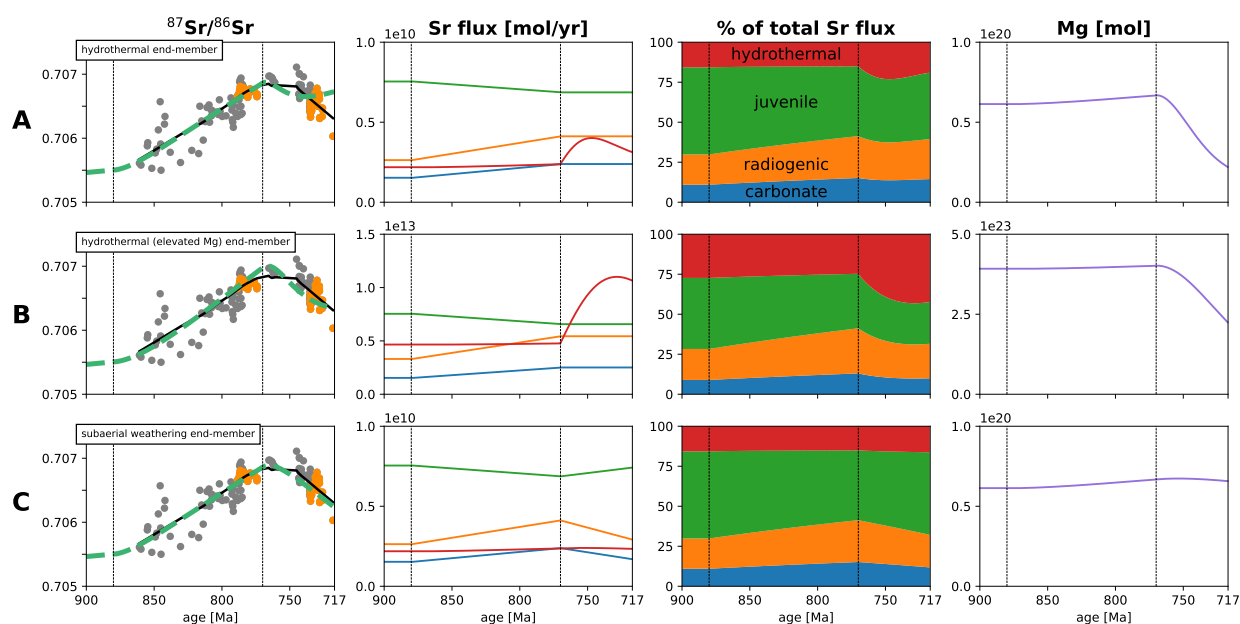 ⁸⁷Sr/⁸⁶Sr
Sr flux [mol/yr]
% of total Sr flux
Mg [mol]
A
hydrothermal end-member
0.707
0.706
0.705
1e10
1.0
0.5
0.0
100
75
50
25
0
hydrothermal
juvenile
radiogenic
carbonate
1e20
1.0
0.5
0.0
B
hydrothermal (elevated Mg) end-member
0.707
0.706
0.705
1e13
1.5
1.0
0.5
0.0
100
75
50
25
0
1e23
5.0
2.5
0.0
C
subaerial weathering end-member
0.707
0.706
0.705
1e10
1.0
0.5
0.0
100
75
50
25
0
1e20
1.0
0.5
0.0
900 850 800 750 717
age [Ma]
900 850 800 750 717
age [Ma]
900 850 800 750 717
age [Ma]
900 850 800 750 717
age [Ma]